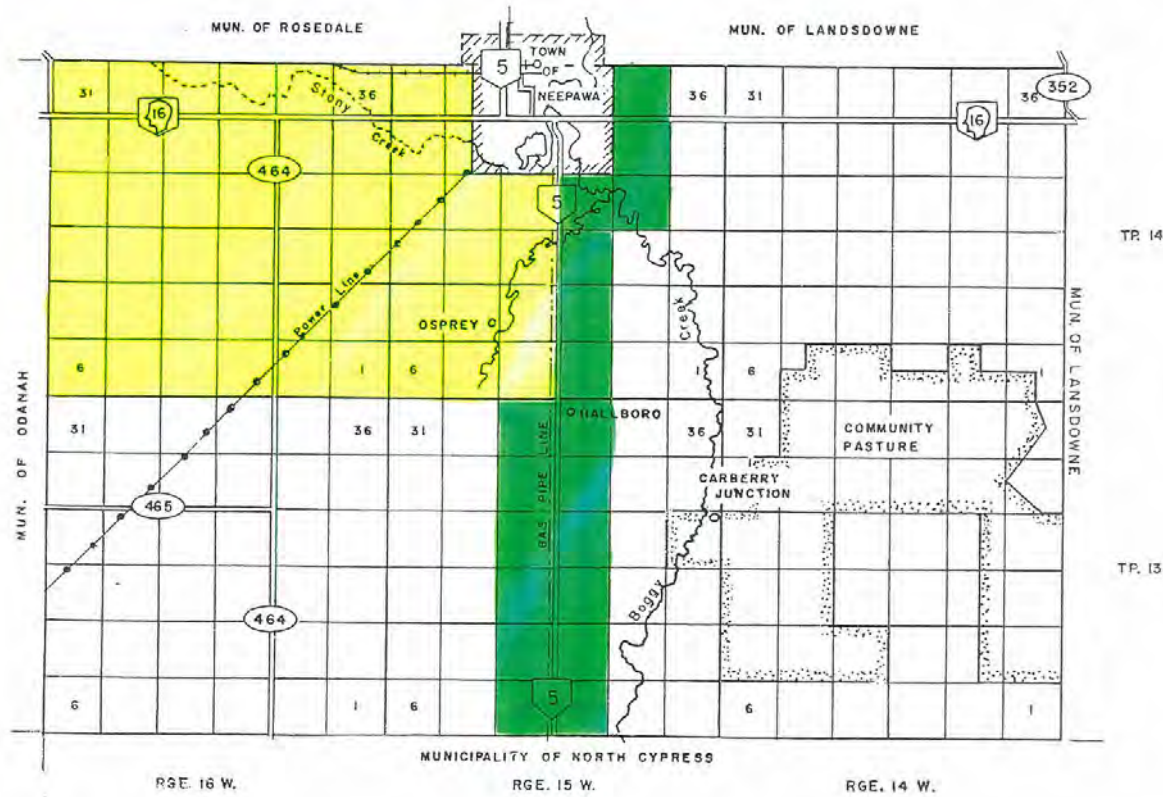 MUN. OF ROSEDALE
MUN. OF LANDSDOWNE
5
TOWN
OF
NEEPAWA
31
36
36
31
36
352
16
Stony
Creek
16
464
5
TP. 14
Power Line
OSPREY
Creek
MUN. OF ODANAH
MUN. OF LANSDOWNE
6
1
6
1
6
1
HALLBORO
31
36
31
36
31
COMMUNITY
PASTURE
GAS PIPE LINE
CARBERRY
JUNCTION
465
TP. 13
Boggy
464
6
1
6
5
6
1
MUNICIPALITY OF NORTH CYPRESS
RGE. 16 W.
RGE. 15 W.
RGE. 14 W.